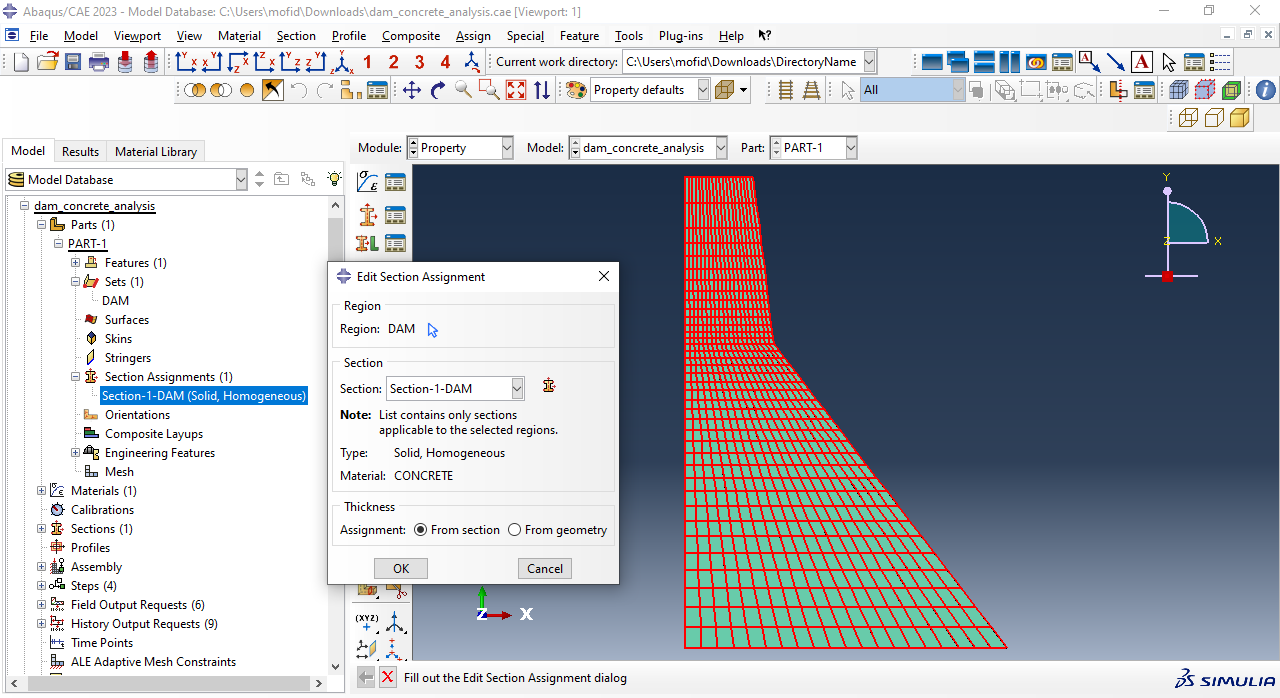 Abaqus/CAE 2023 - Model Database: C:\Users\mofid\Downloads\dam_concrete_analysis.cae [Viewport: 1]
File Model Viewport View Material Section Profile Composite Assign Special Feature Tools Plug-ins Help
1 2 3 4 Current work directory: C:\Users\mofid\Downloads\DirectoryName A A
Property defaults All
Model Results Material Library Module: Property Model: dam_concrete_analysis Part: PART-1
Model Database
dam_concrete_analysis
Parts (1)
PART-1
Features (1)
Sets (1)
DAM
Surfaces
Skins
Stringers
Section Assignments (1)
Section-1-DAM (Solid, Homogeneous)
Orientations
Composite Layups
Engineering Features
Mesh
Materials (1)
Calibrations
Sections (1)
Profiles
Assembly
Steps (4)
Field Output Requests (6)
History Output Requests (9)
Time Points
ALE Adaptive Mesh Constraints
Edit Section Assignment
Region
Region: DAM
Section
Section: Section-1-DAM
Note: List contains only sections
applicable to the selected regions.
Type: Solid, Homogeneous
Material: CONCRETE
Thickness
Assignment: From section From geometry
OK Cancel
(XYZ)
Y
Z X
Z X
Fill out the Edit Section Assignment dialog
SIMULIA